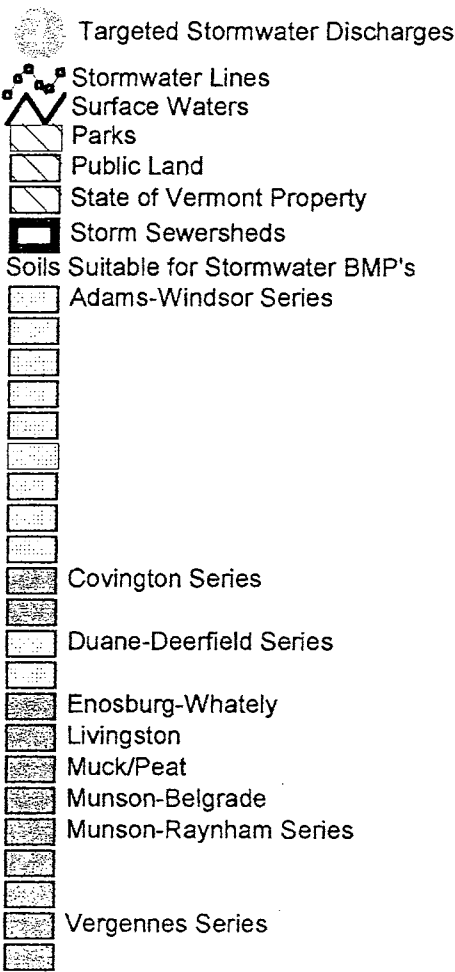 Targeted Stormwater Discharges
Stormwater Lines
Surface Waters
Parks
Public Land
State of Vermont Property
Storm Sewersheds
Soils Suitable for Stormwater BMP's
Adams-Windsor Series
Covington Series
Duane-Deerfield Series
Enosburg-Whately
Livingston
Muck/Peat
Munson-Belgrade
Munson-Raynham Series
Vergennes Series